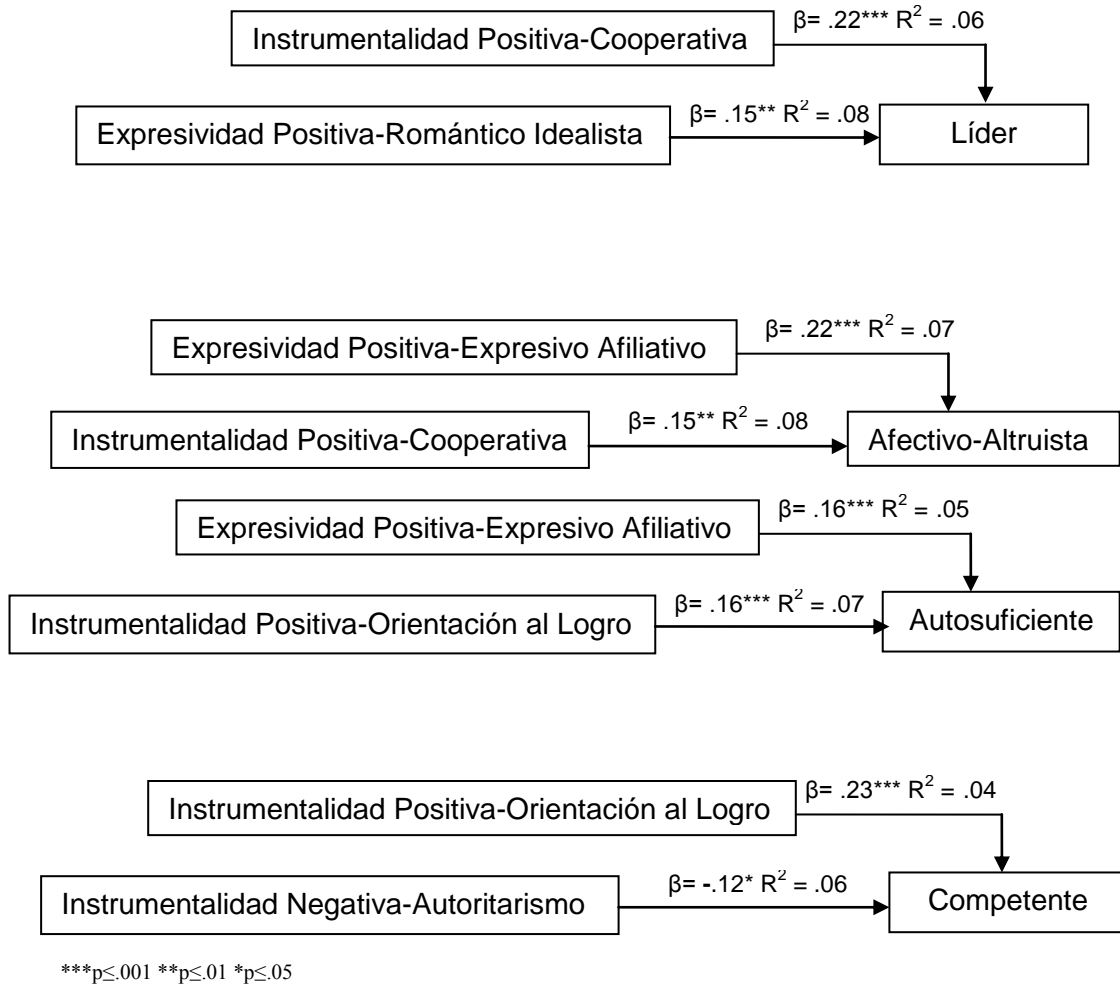 Instrumentalidad Positiva-Cooperativa
β= .22*** R² = .06
Expresividad Positiva-Romántico Idealista
β= .15** R² = .08
Líder
Expresividad Positiva-Expresivo Afiliativo
β= .22*** R² = .07
Instrumentalidad Positiva-Cooperativa
β= .15** R² = .08
Afectivo-Altruista
Expresividad Positiva-Expresivo Afiliativo
β= .16*** R² = .05
Instrumentalidad Positiva-Orientación al Logro
β= .16*** R² = .07
Autosuficiente
Instrumentalidad Positiva-Orientación al Logro
β= .23*** R² = .04
Instrumentalidad Negativa-Autoritarismo
β= -.12* R² = .06
Competente
***p≤.001 **p≤.01 *p≤.05